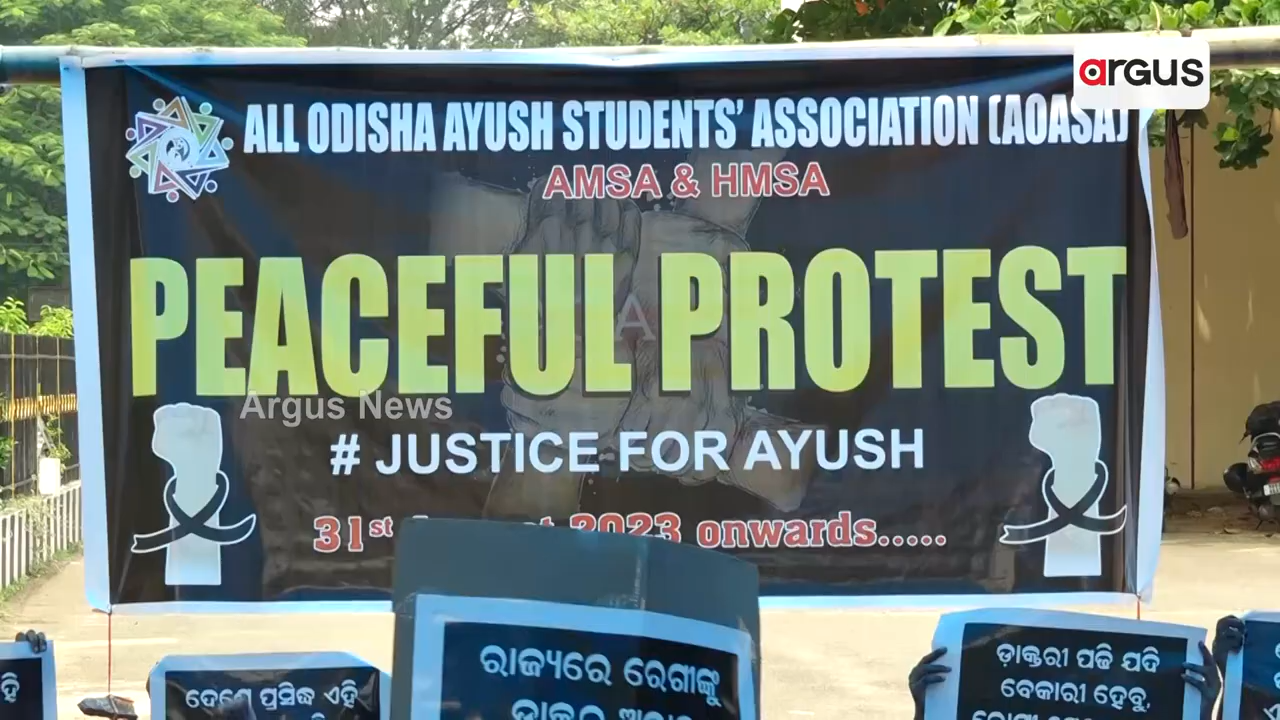 argus
ALL ODISHA AYUSH STUDENTS' ASSOCIATION (AOASA)
AMSA & HMSA
PEACEFUL PROTEST
Argus News
# JUSTICE FOR AYUSH
31st 2023 onwards.....
ରାଜ୍ୟରେ ରେଗୀଙ୍କୁ
ଦେଶେ ପ୍ରସିଦ୍ଧ ଏହି
ଡ଼ାକ୍ତରୀ ପଢି ଯଦି
ବେକାରୀ ହେବୁ,